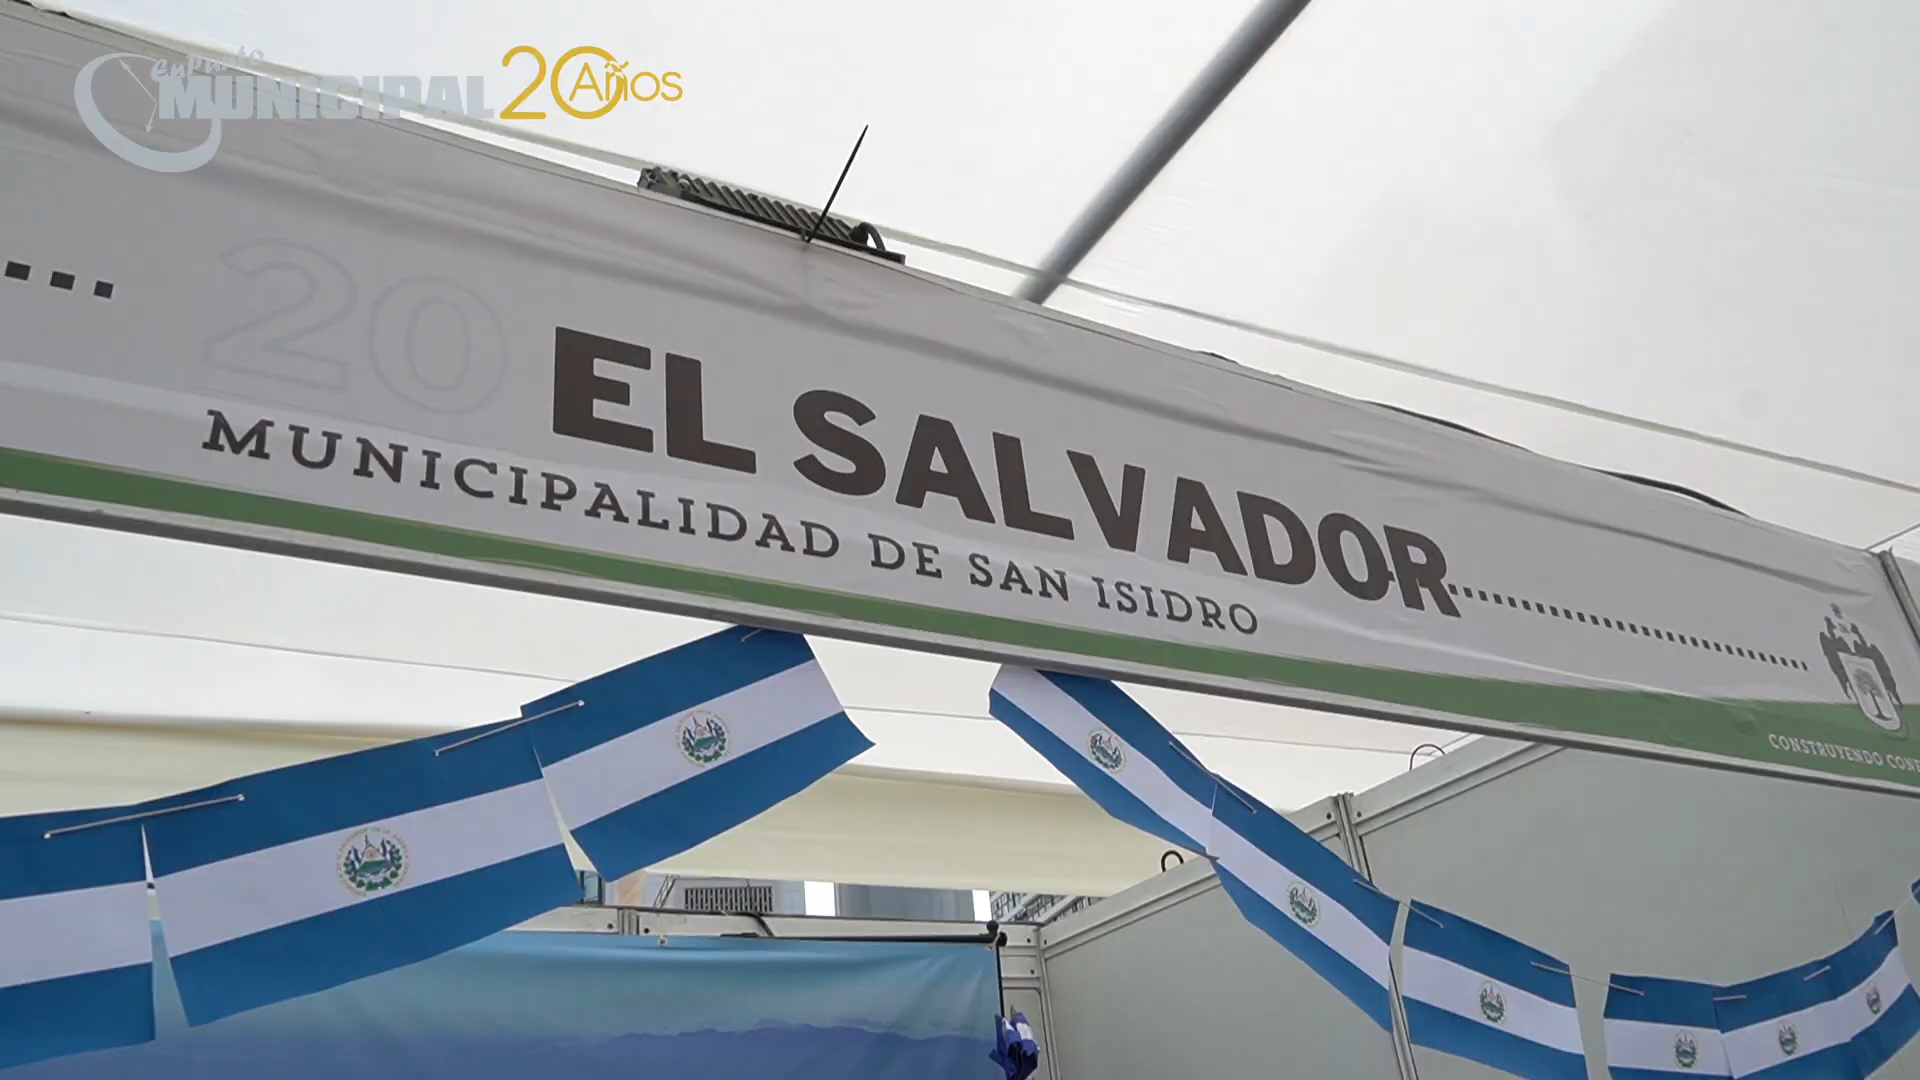 EnPunto
MUNICIPAL 20 Años
20 EL SALVADOR
MUNICIPALIDAD DE SAN ISIDRO
CONSTRUYENDO